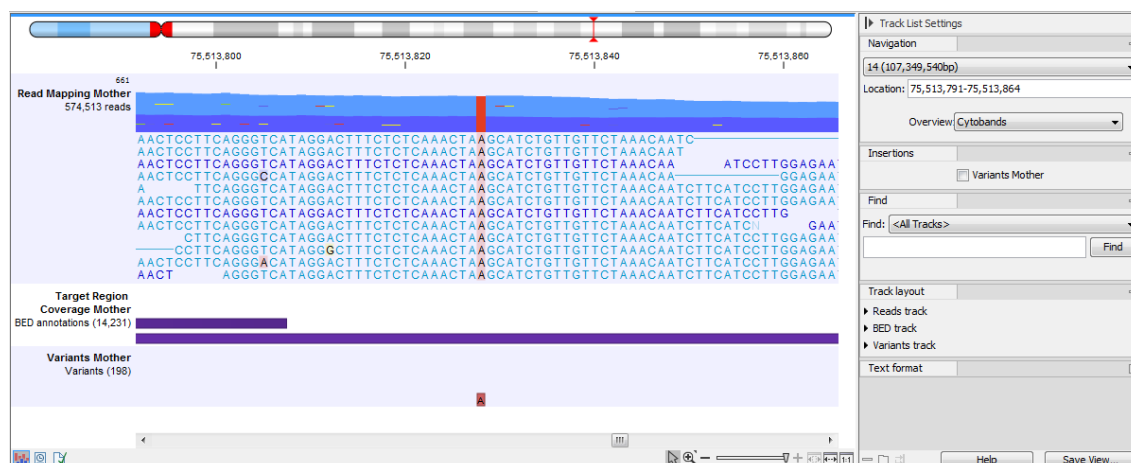 75,513,800 75,513,820 75,513,840 75,513,860
661
Read Mapping Mother
574,513 reads
AACTCCTTCAGGGTCATAGGACTTTCTCTCAAACTAAGCATCTGTTGTTCTAAACAATC
AACTCCTTCAGGGTCATAGGACTTTCTCTCAAACTAAGCATCTGTTGTTCTAAACAAT
AACTCCTTCAGGGTCATAGGACTTTCTCTCAAACTAAGCATCTGTTGTTCTAAACAA ATCCTTGGAGAA
AACTCCTTCAGGGCCATAGGACTTTCTCTCAAACTAAGCATCTGTTGTTCTAAACAA GGAGAA
A TTCAGGGTCATAGGACTTTCTCTCAAACTAAGCATCTGTTGTTCTAAACAATCTTCATCCTTGGAGAA
AACTCCTTCAGGGTCATAGGACTTTCTCTCAAACTAAGCATCTGTTGTTCTAAACAATCTTCATCCTTGGAGAA
AACTCCTTCAGGGTCATAGGACTTTCTCTCAAACTAAGCATCTGTTGTTCTAAACAATCTTCATCCTTG
AACTCCTTCAGGGTCATAGGACTTTCTCTCAAACTAAGCATCTGTTGTTCTAAACAATCTTCATCN GAA
CTTCAGGGTCATAGGACTTTCTCTCAAACTAAGCATCTGTTGTTCTAAACAATCTTCATCCTTGGAGAA
CCTTCAGGGTCATAGGGCTTTCTCTCAAACTAAGCATCTGTTGTTCTAAACAATCTTCATCCTTGGAGAA
AACTCCTTCAGGGACATAGGACTTTCTCTCAAACTAAGCATCTGTTGTTCTAAACAATCTTCATCCTTGGAGAA
AACT AGGGTCATAGGACTTTCTCTCAAACTAAGCATCTGTTGTTCTAAACAATCTTCATCCTTGGAGAA
Target Region
Coverage Mother
BED annotations (14,231)
Variants Mother
Variants (198)
A
1:1
Track List Settings
Navigation
14 (107,349,540bp)
Location: 75,513,791-75,513,864
Overview: Cytobands
Insertions
Variants Mother
Find
Find: <All Tracks>
Find
Track layout
Reads track
BED track
Variants track
Text format
Help Save View...